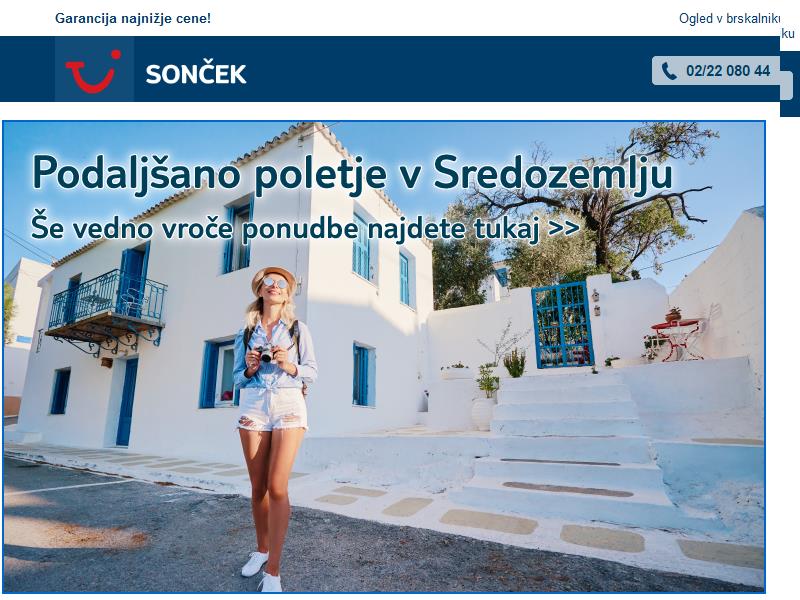 Garancija najnižje cene!
Ogled v brskalniku
ku
SONČEK
02/22 080 44
Podaljšano poletje v Sredozemlju
Še vedno vroče ponudbe najdete tukaj >>